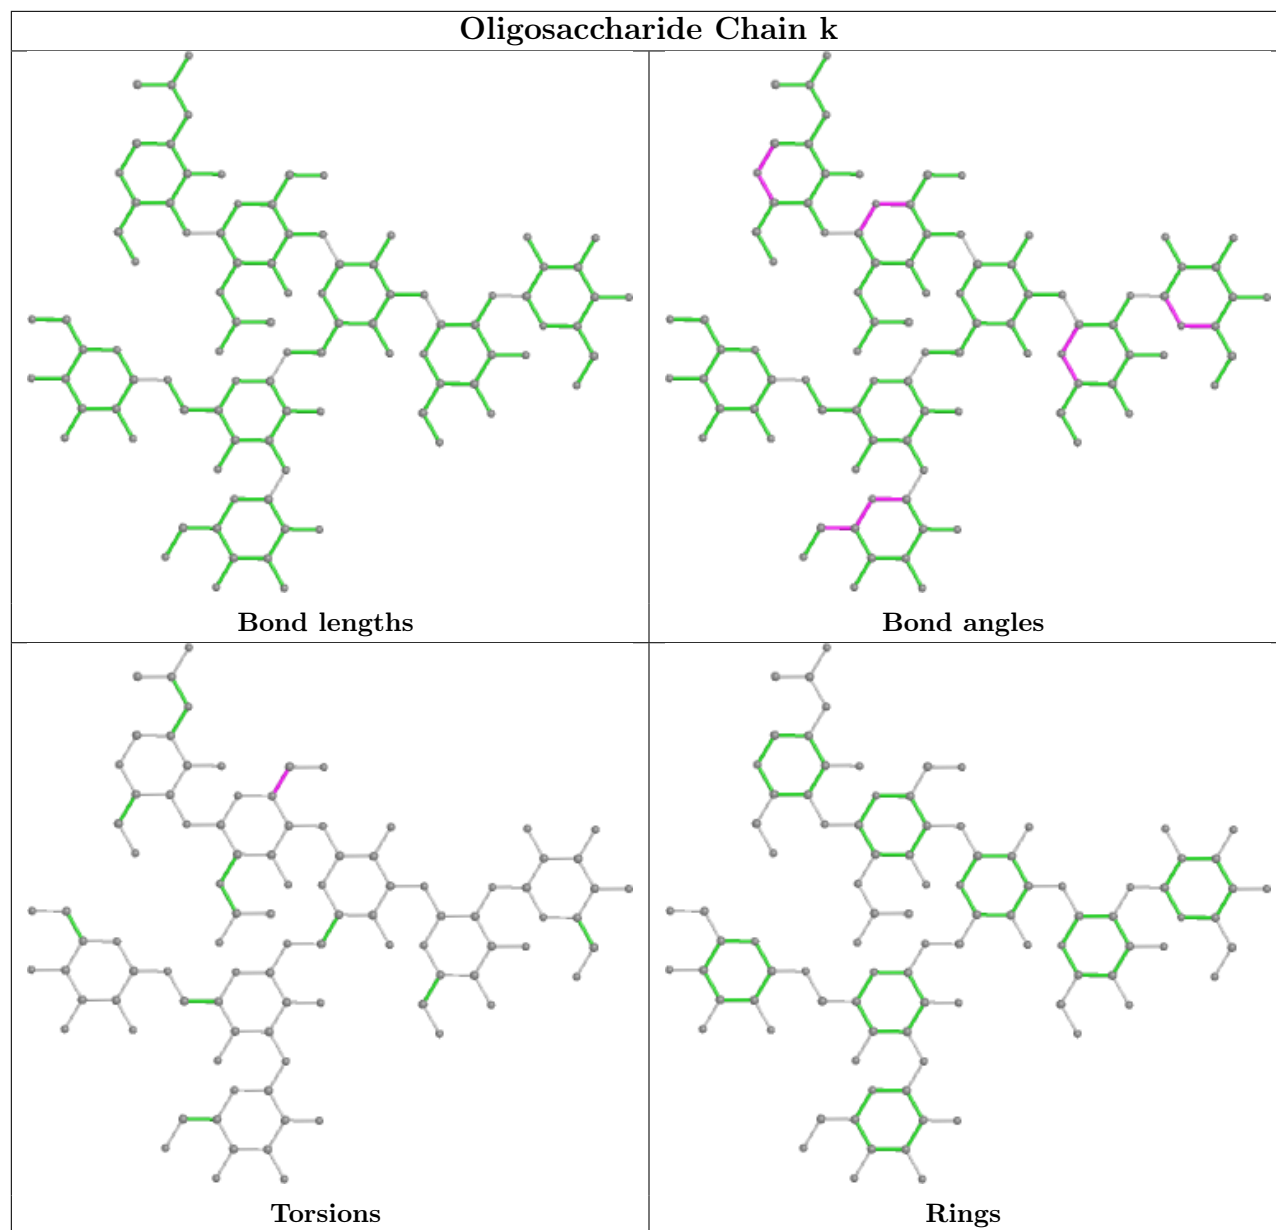 Oligosaccharide Chain k
Bond lengths
Bond angles
Torsions
Rings